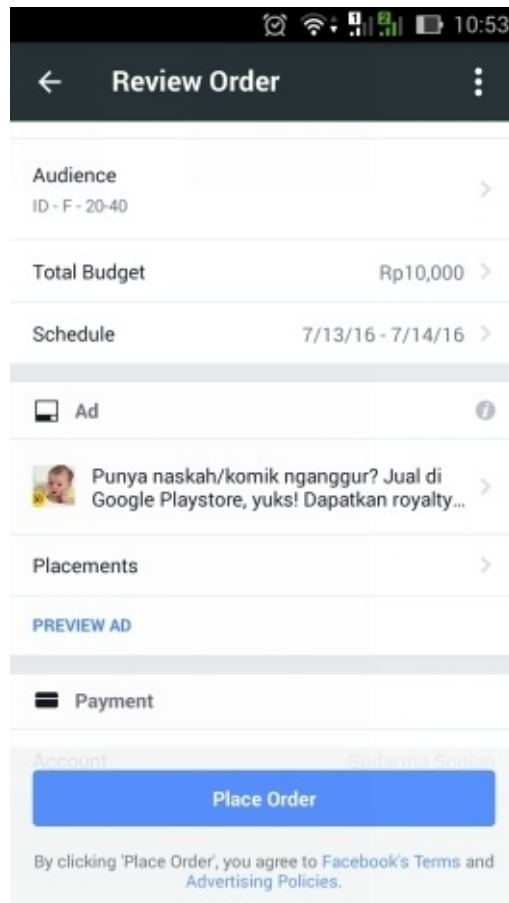 10:53
Review Order
Audience
ID - F - 20-40
Total Budget Rp10,000
Schedule 7/13/16 - 7/14/16
Ad
Punya naskah/komik nganggur? Jual di
Google Playstore, yuks! Dapatkan royalty...
Placements
PREVIEW AD
Payment
Account Sudarma Sopian
Place Order
By clicking 'Place Order', you agree to Facebook's Terms and
Advertising Policies.